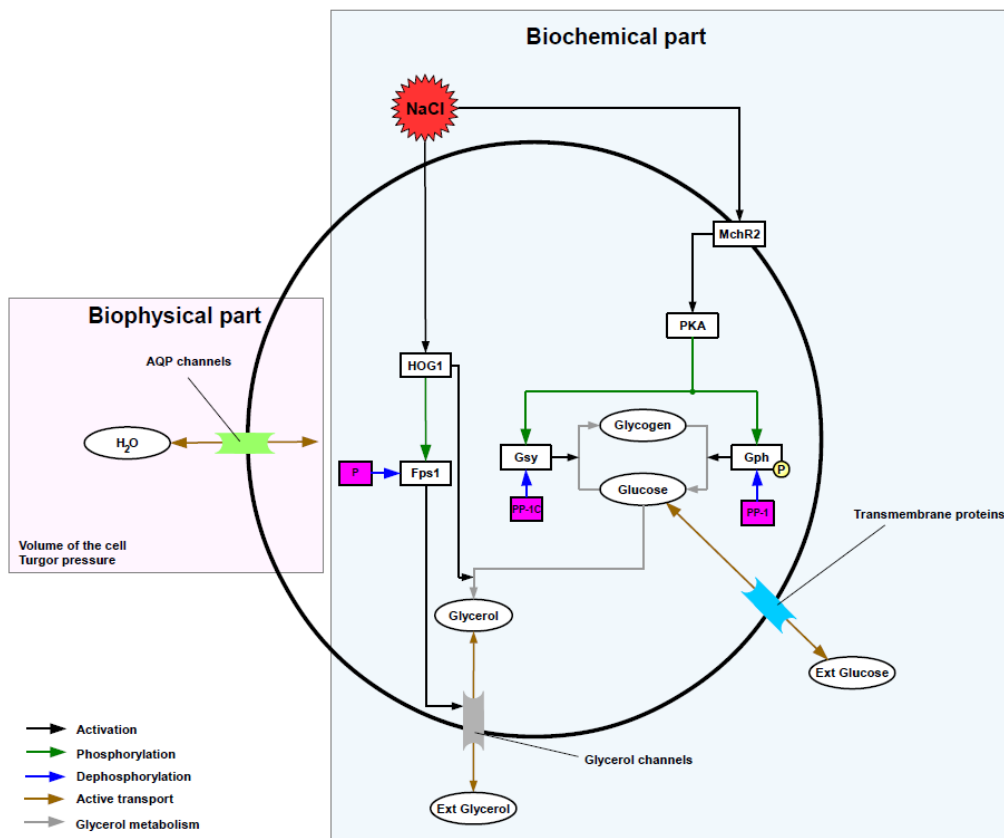 Biochemical part
NaCl
MchR2
Biophysical part
PKA
AQP channels
HOG1
Glycogen
H2O
Gsy
Gph
P
P
Fps1
Glucose
PP-1C
PP-1
Transmembrane proteins
Volume of the cell
Turgor pressure
Glycerol
Ext Glucose
Activation
Phosphorylation
Glycerol channels
Dephosphorylation
Active transport
Ext Glycerol
Glycerol metabolism